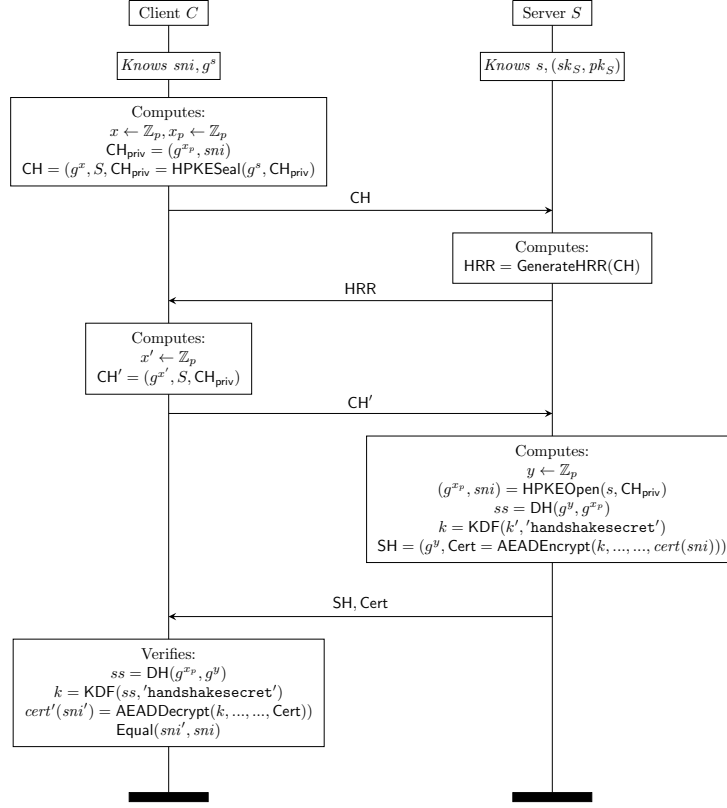 Client C
Server S
Knows sni, g^s
Knows s, (sk_S, pk_S)
Computes:
x ← ℤ_p, x_p ← ℤ_p
CH_priv = (g^{x_p}, sni)
CH = (g^x, S, CH_priv = HPKESeal(g^s, CH_priv)
CH
Computes:
HRR = GenerateHRR(CH)
HRR
Computes:
x′ ← ℤ_p
CH′ = (g^{x′}, S, CH_priv)
CH′
Computes:
y ← ℤ_p
(g^{x_p}, sni) = HPKEOpen(s, CH_priv)
ss = DH(g^y, g^{x_p})
k = KDF(k′, 'handshakesecret')
SH = (g^y, Cert = AEADEncrypt(k, ..., ..., cert(sni)))
SH, Cert
Verifies:
ss = DH(g^{x_p}, g^y)
k = KDF(ss, 'handshakesecret')
cert′(sni′) = AEADDecrypt(k, ..., ..., Cert))
Equal(sni′, sni)